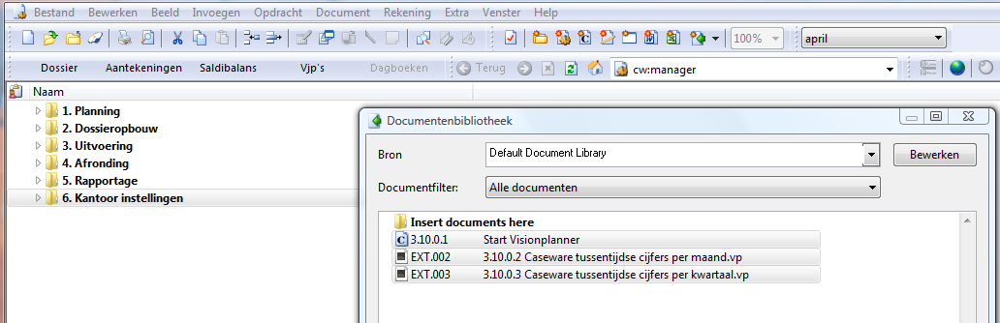 Bestand Bewerken Beeld Invoegen Opdracht Document Rekening Extra Venster Help
100% april
Dossier Aantekeningen Saldibalans Vjp's Dagboeken Terug cw:manager
Naam
1. Planning
2. Dossieropbouw
3. Uitvoering
4. Afronding
5. Rapportage
6. Kantoor instellingen
Documentenbibliotheek
Bron Default Document Library Bewerken
Documentfilter: Alle documenten
Insert documents here
3.10.0.1 Start Visionplanner
EXT.002 3.10.0.2 Caseware tussentijdse cijfers per maand.vp
EXT.003 3.10.0.3 Caseware tussentijdse cijfers per kwartaal.vp